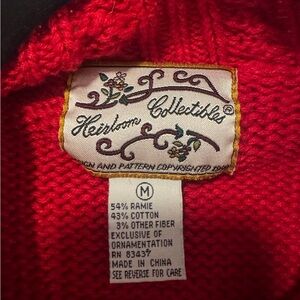 Heirloom Collectibles®
AND PATTERN COPYRIGHTED
M
54% RAMIE
43% COTTON
3% OTHER FIBER
EXCLUSIVE OF
ORNAMENTATION
RN 83437
MADE IN CHINA
SEE REVERSE FOR CARE